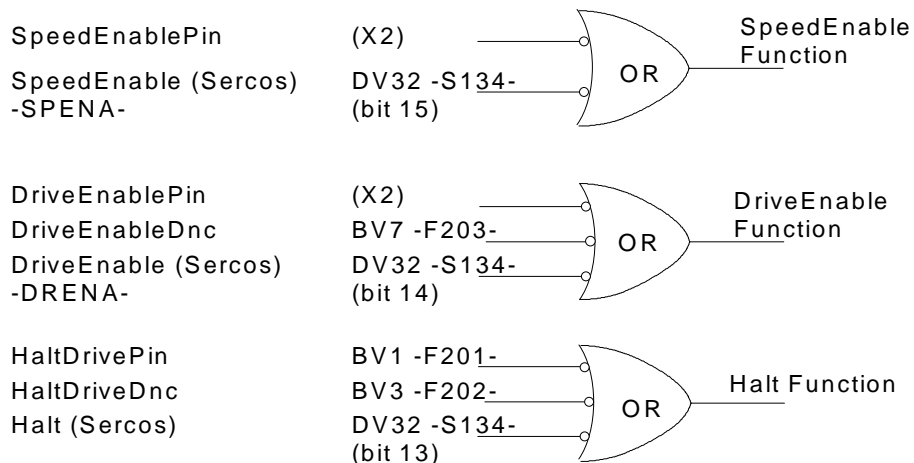 SpeedEnablePin (X2)
SpeedEnable
Function
SpeedEnable (Sercos) DV32 -S134-
-SPENA- (bit 15)
OR
DriveEnablePin (X2)
DriveEnableDnc BV7 -F203-
DriveEnable (Sercos) DV32 -S134-
-DRENA- (bit 14)
OR
DriveEnable
Function
HaltDrivePin BV1 -F201-
HaltDriveDnc BV3 -F202-
Halt (Sercos) DV32 -S134-
(bit 13)
OR
Halt Function